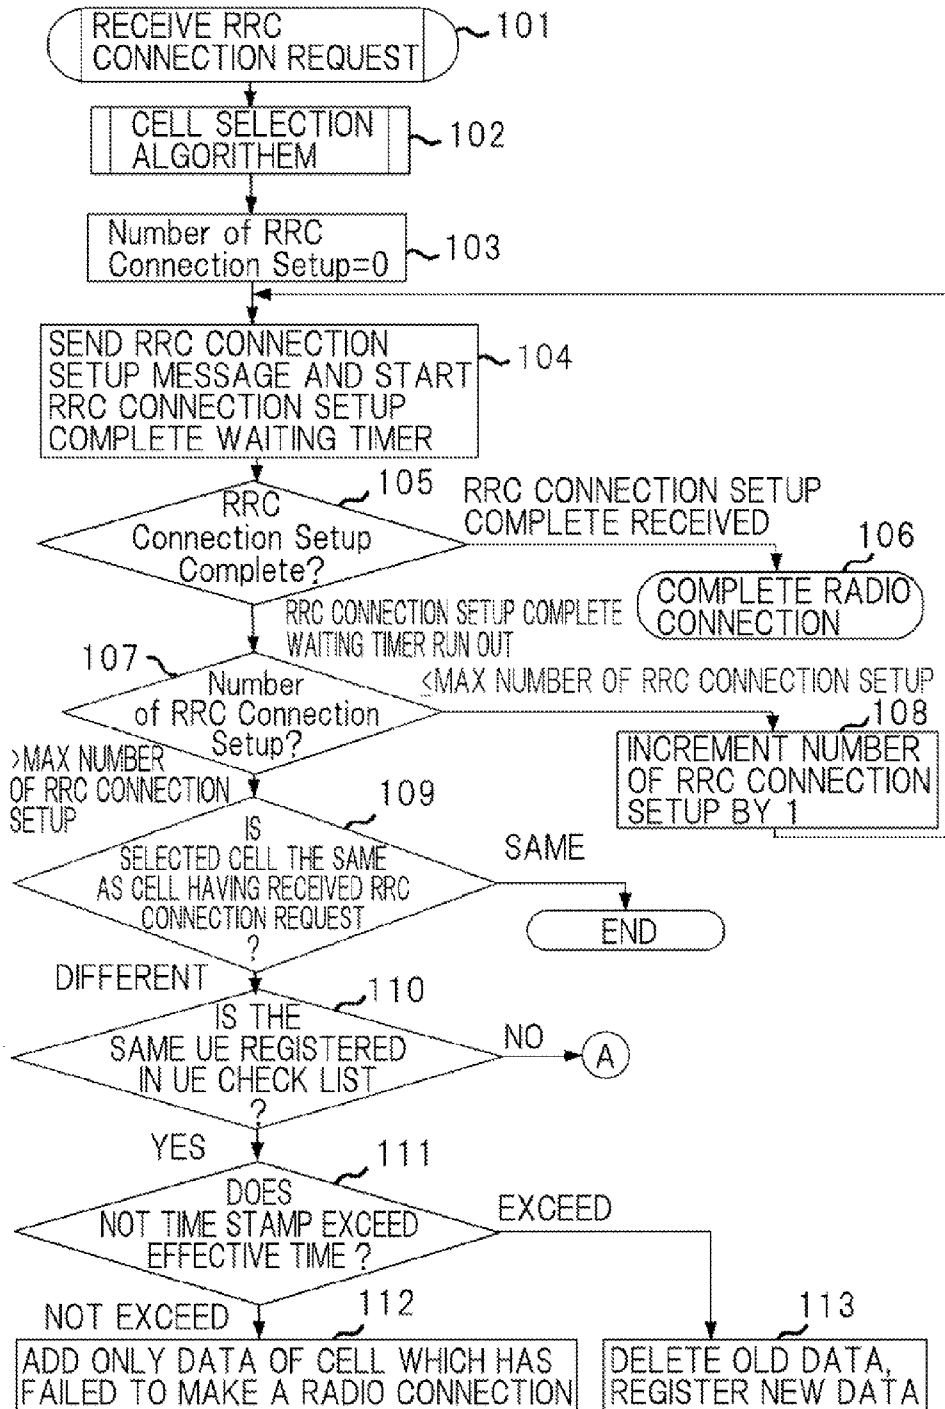 RECEIVE RRC
CONNECTION REQUEST
101
CELL SELECTION
ALGORITHEM
102
Number of RRC
Connection Setup=0
103
SEND RRC CONNECTION
SETUP MESSAGE AND START
RRC CONNECTION SETUP
COMPLETE WAITING TIMER
104
105
RRC
Connection Setup
Complete?
RRC CONNECTION SETUP
COMPLETE RECEIVED
106
COMPLETE RADIO
CONNECTION
RRC CONNECTION SETUP COMPLETE
WAITING TIMER RUN OUT
107
Number
of RRC Connection
Setup?
≤MAX NUMBER OF RRC CONNECTION SETUP
108
INCREMENT NUMBER
OF RRC CONNECTION
SETUP BY 1
>MAX NUMBER
OF RRC CONNECTION
SETUP
109
IS
SELECTED CELL THE SAME
AS CELL HAVING RECEIVED RRC
CONNECTION REQUEST
?
SAME
END
DIFFERENT
110
IS THE
SAME UE REGISTERED
IN UE CHECK LIST
?
NO
A
YES
111
DOES
NOT TIME STAMP EXCEED
EFFECTIVE TIME ?
EXCEED
NOT EXCEED
112
ADD ONLY DATA OF CELL WHICH HAS
FAILED TO MAKE A RADIO CONNECTION
113
DELETE OLD DATA,
REGISTER NEW DATA